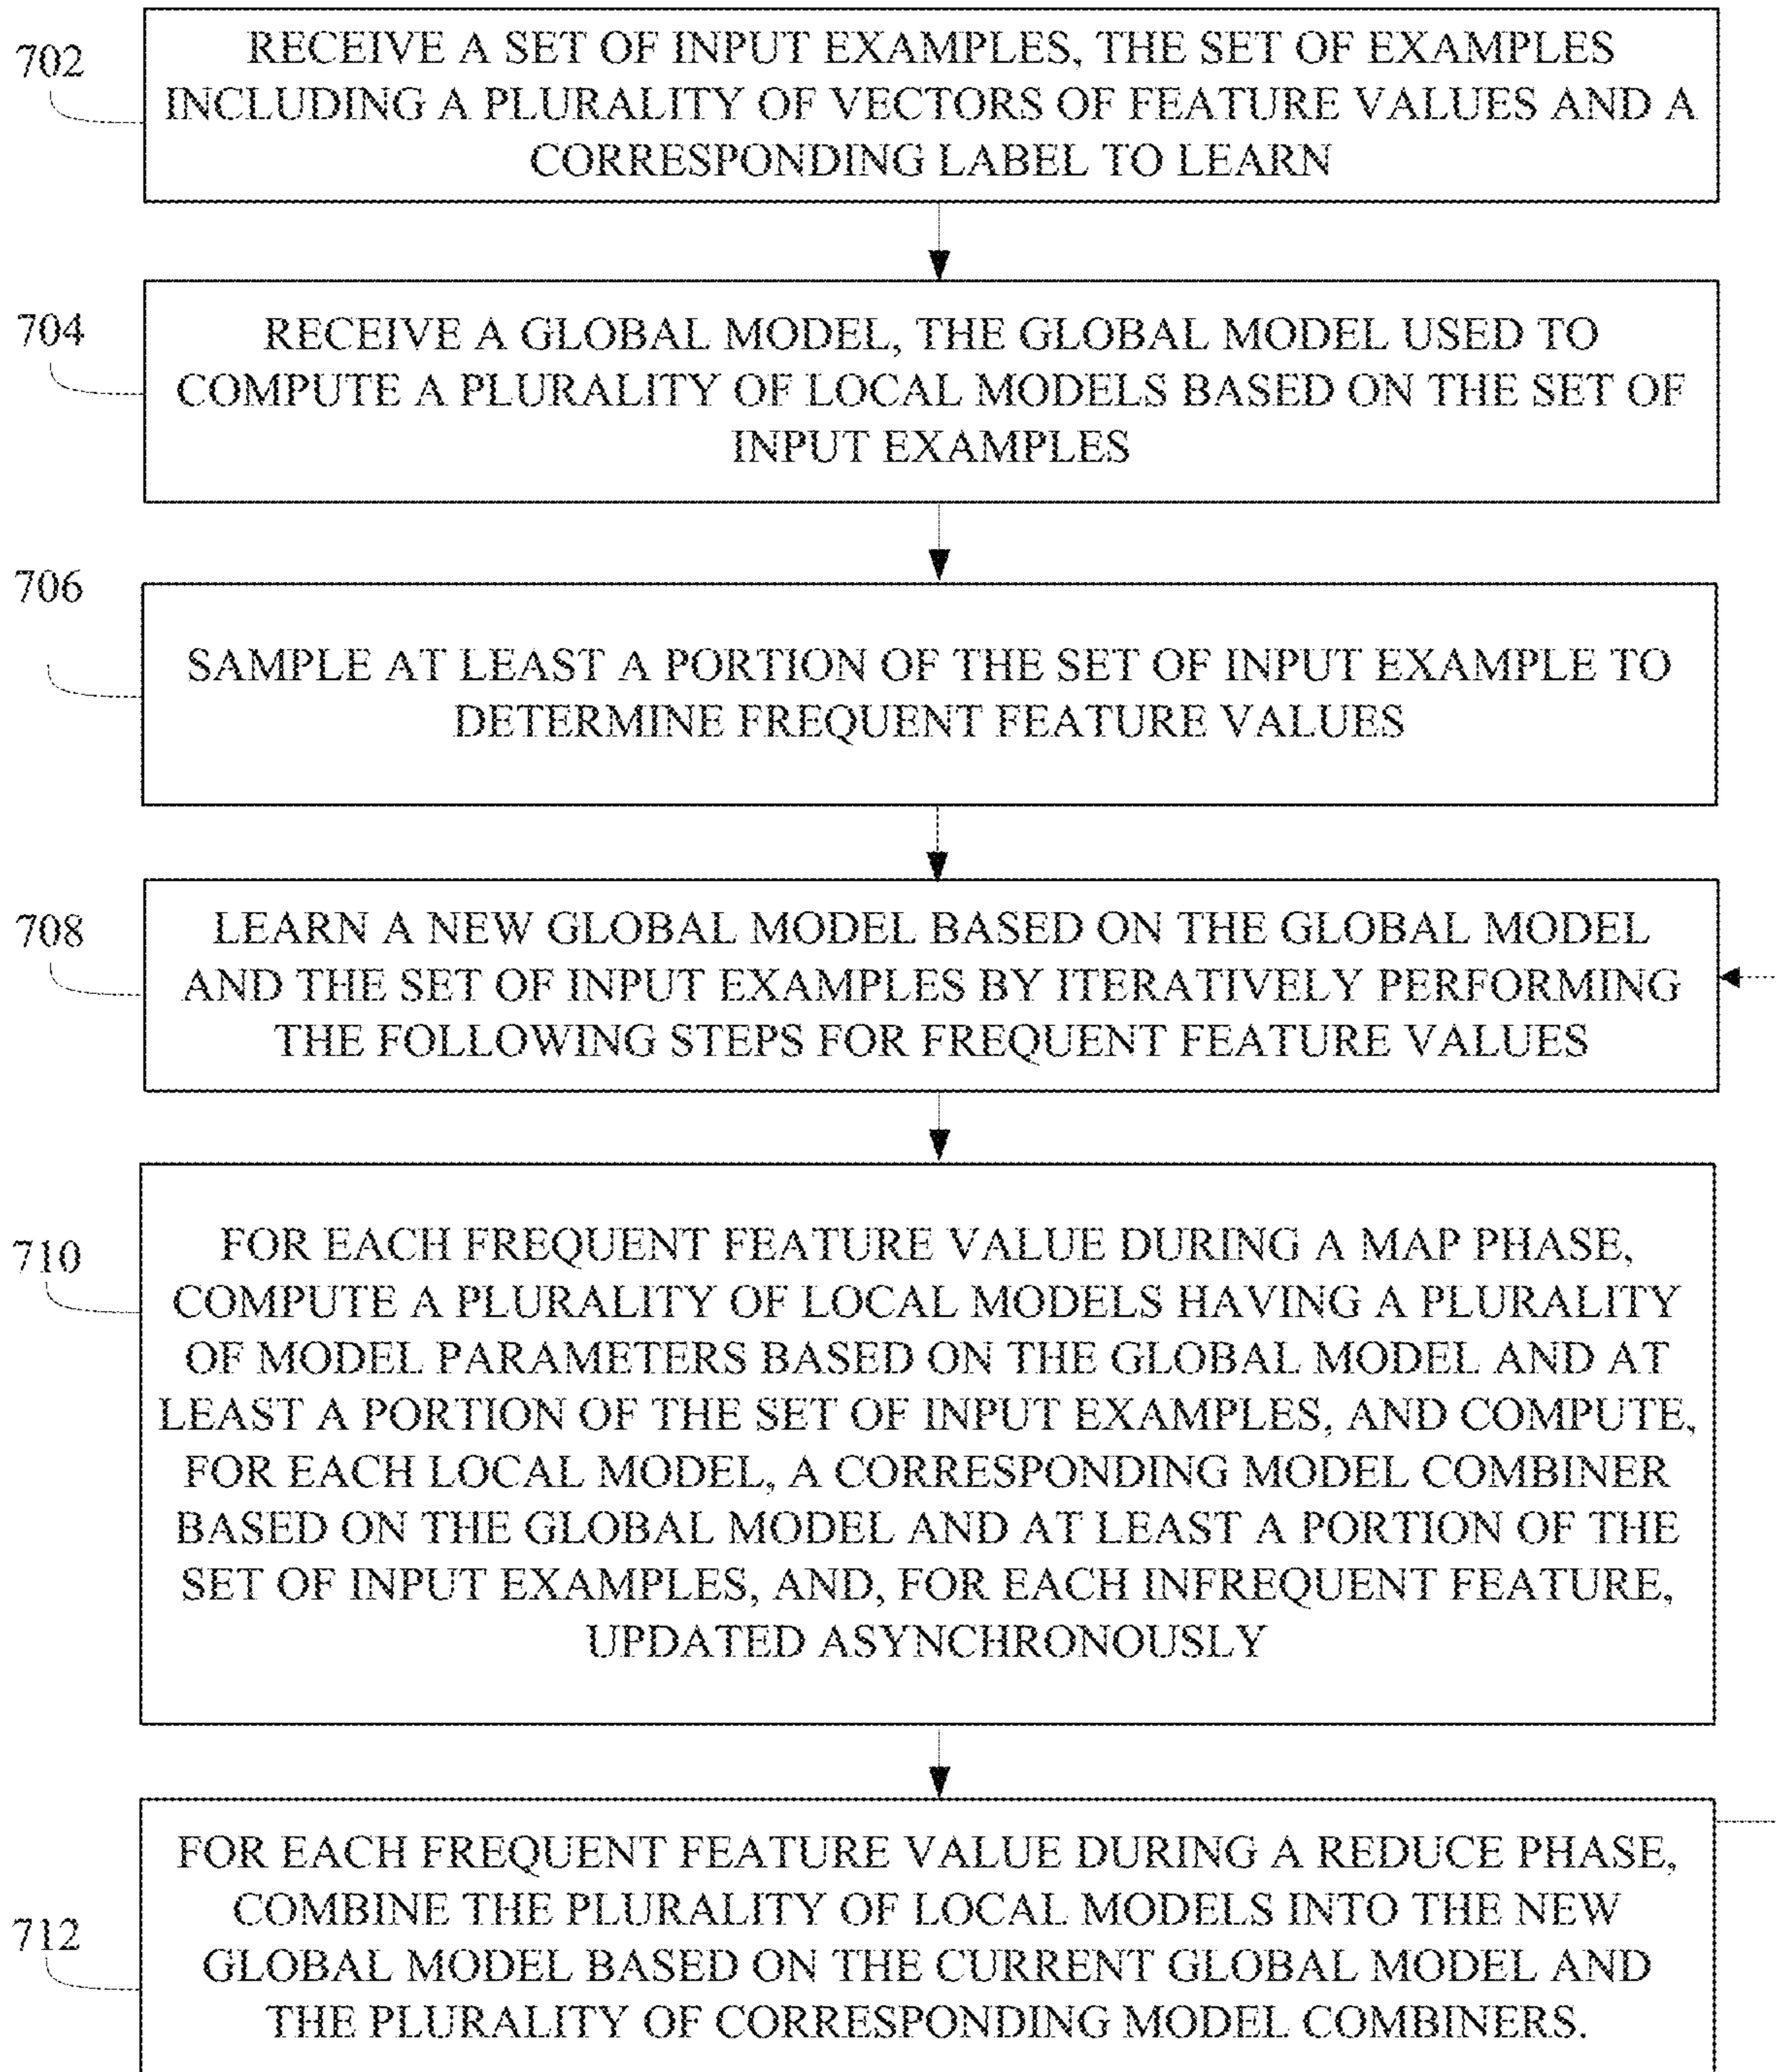 702
RECEIVE A SET OF INPUT EXAMPLES, THE SET OF EXAMPLES
INCLUDING A PLURALITY OF VECTORS OF FEATURE VALUES AND A
CORRESPONDING LABEL TO LEARN
704
RECEIVE A GLOBAL MODEL, THE GLOBAL MODEL USED TO
COMPUTE A PLURALITY OF LOCAL MODELS BASED ON THE SET OF
INPUT EXAMPLES
706
SAMPLE AT LEAST A PORTION OF THE SET OF INPUT EXAMPLE TO
DETERMINE FREQUENT FEATURE VALUES
708
LEARN A NEW GLOBAL MODEL BASED ON THE GLOBAL MODEL
AND THE SET OF INPUT EXAMPLES BY ITERATIVELY PERFORMING
THE FOLLOWING STEPS FOR FREQUENT FEATURE VALUES
710
FOR EACH FREQUENT FEATURE VALUE DURING A MAP PHASE,
COMPUTE A PLURALITY OF LOCAL MODELS HAVING A PLURALITY
OF MODEL PARAMETERS BASED ON THE GLOBAL MODEL AND AT
LEAST A PORTION OF THE SET OF INPUT EXAMPLES, AND COMPUTE,
FOR EACH LOCAL MODEL, A CORRESPONDING MODEL COMBINER
BASED ON THE GLOBAL MODEL AND AT LEAST A PORTION OF THE
SET OF INPUT EXAMPLES, AND, FOR EACH INFREQUENT FEATURE,
UPDATED ASYNCHRONOUSLY
712
FOR EACH FREQUENT FEATURE VALUE DURING A REDUCE PHASE,
COMBINE THE PLURALITY OF LOCAL MODELS INTO THE NEW
GLOBAL MODEL BASED ON THE CURRENT GLOBAL MODEL AND
THE PLURALITY OF CORRESPONDING MODEL COMBINERS.